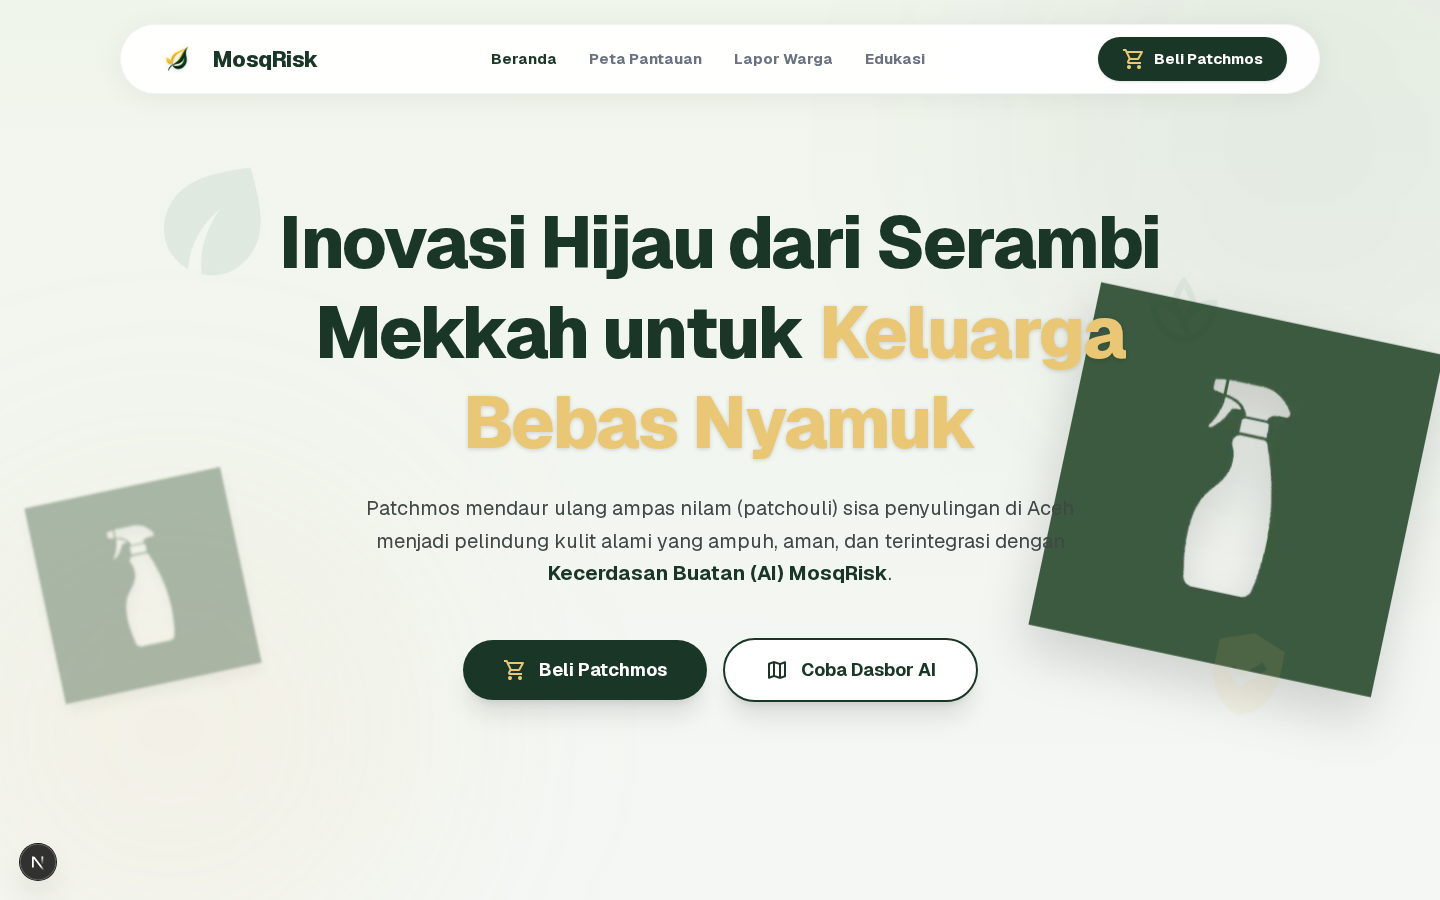 MosqRisk
Beranda
Peta Pantauan
Lapor Warga
Edukasi
Beli Patchmos
Inovasi Hijau dari Serambi
Mekkah untuk Keluarga
Bebas Nyamuk
Patchmos mendaur ulang ampas nilam (patchouli) sisa penyulingan di Aceh
menjadi pelindung kulit alami yang ampuh, aman, dan terintegrasi dengan
Kecerdasan Buatan (AI) MosqRisk.
Beli Patchmos
Coba Dasbor AI
N